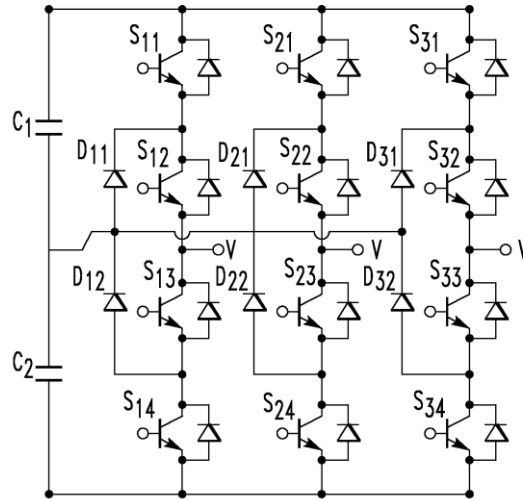 S11 S21 S31
C1
D11 S12 D21 S22 D31 S32
V V V
D12 S13 D22 S23 D32 S33
C2
S14 S24 S34